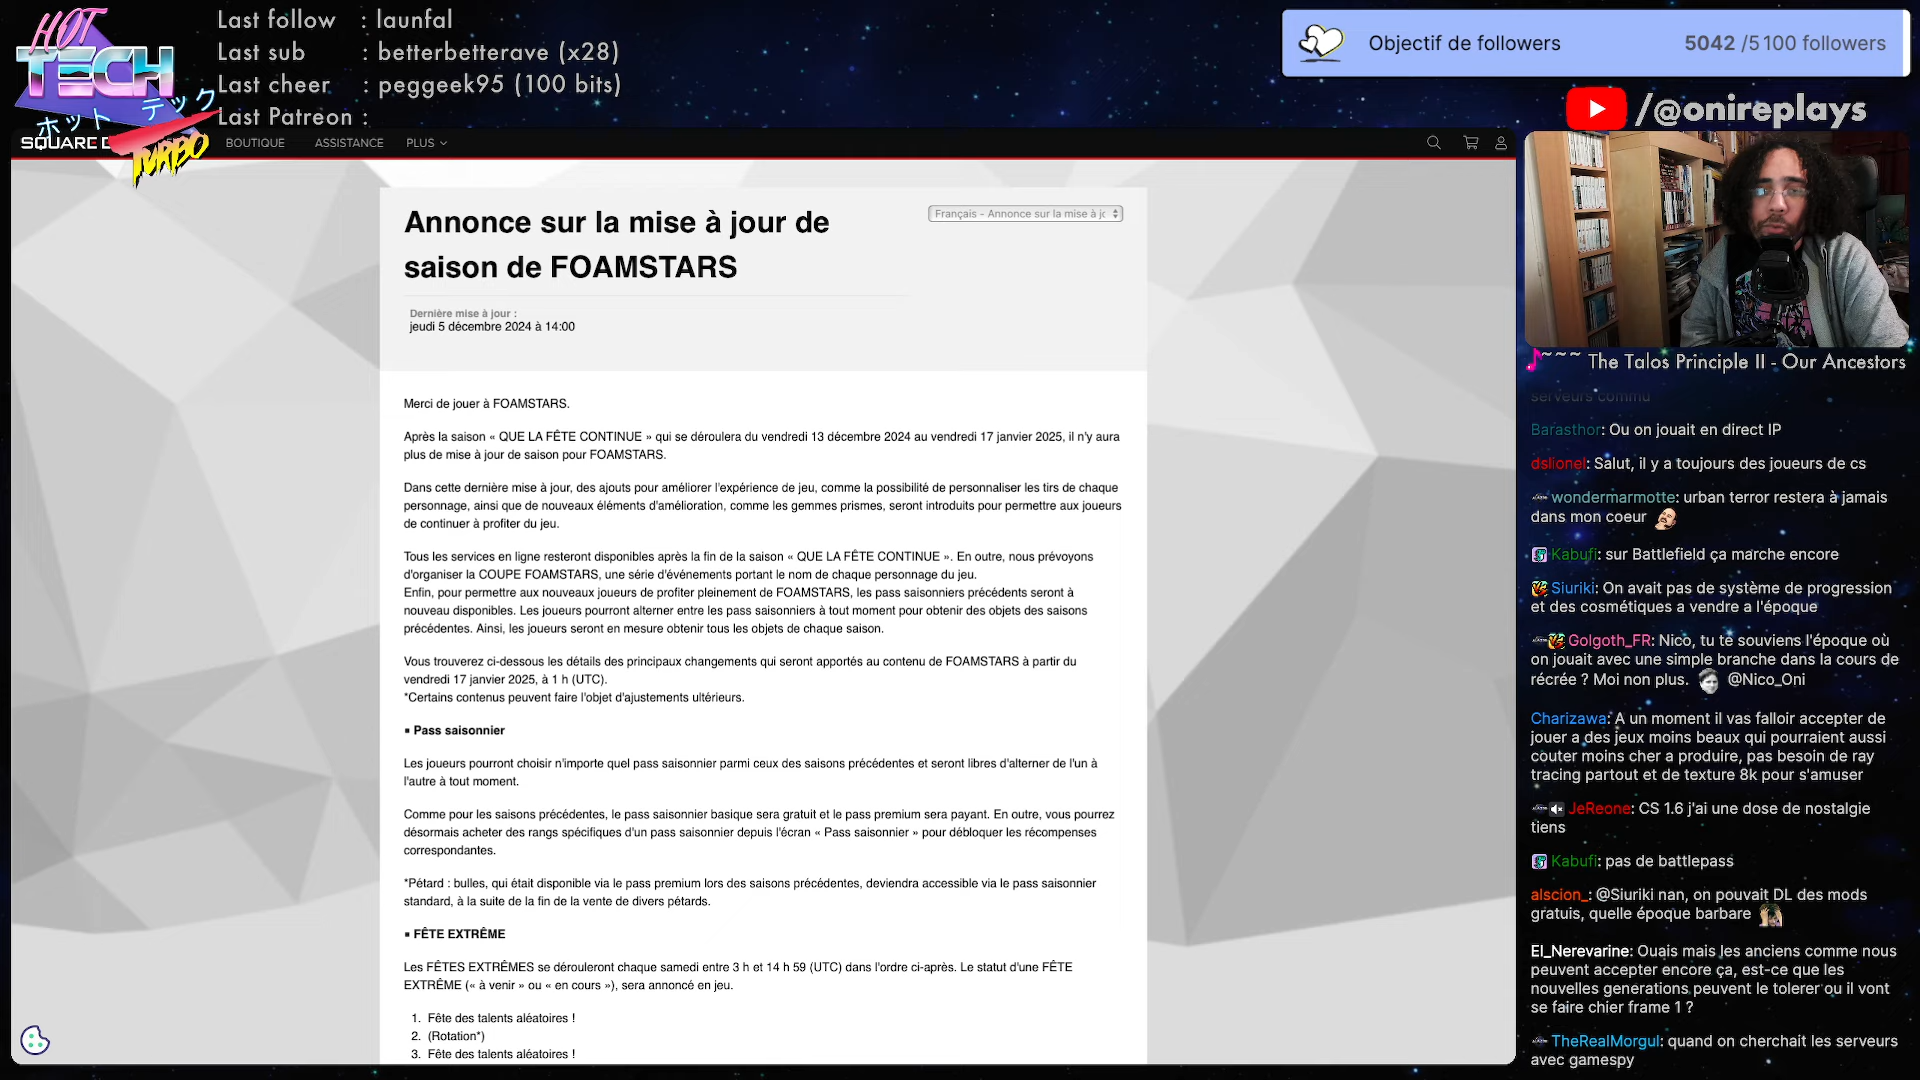 HOT
TECH
ホット テック
TURBO
Last follow : launfal
Last sub : betterbetterave (x28)
Last cheer : peggeek95 (100 bits)
Last Patreon :
Objectif de followers
5042 /5 100 followers
/@onireplays
SQUARE
BOUTIQUE
ASSISTANCE
PLUS
Annonce sur la mise à jour de
saison de FOAMSTARS
Français - Annonce sur la mise à jc
Dernière mise à jour :
jeudi 5 décembre 2024 à 14:00
Merci de jouer à FOAMSTARS.
Après la saison « QUE LA FÊTE CONTINUE » qui se déroulera du vendredi 13 décembre 2024 au vendredi 17 janvier 2025, il n'y aura
plus de mise à jour de saison pour FOAMSTARS.
Dans cette dernière mise à jour, des ajouts pour améliorer l'expérience de jeu, comme la possibilité de personnaliser les tirs de chaque
personnage, ainsi que de nouveaux éléments d'amélioration, comme les gemmes prismes, seront introduits pour permettre aux joueurs
de continuer à profiter du jeu.
Tous les services en ligne resteront disponibles après la fin de la saison « QUE LA FÊTE CONTINUE ». En outre, nous prévoyons
d'organiser la COUPE FOAMSTARS, une série d'événements portant le nom de chaque personnage du jeu.
Enfin, pour permettre aux nouveaux joueurs de profiter pleinement de FOAMSTARS, les pass saisonniers précédents seront à
nouveau disponibles. Les joueurs pourront alterner entre les pass saisonniers à tout moment pour obtenir des objets des saisons
précédentes. Ainsi, les joueurs seront en mesure obtenir tous les objets de chaque saison.
Vous trouverez ci-dessous les détails des principaux changements qui seront apportés au contenu de FOAMSTARS à partir du
vendredi 17 janvier 2025, à 1 h (UTC).
*Certains contenus peuvent faire l'objet d'ajustements ultérieurs.
▪ Pass saisonnier
Les joueurs pourront choisir n'importe quel pass saisonnier parmi ceux des saisons précédentes et seront libres d'alterner de l'un à
l'autre à tout moment.
Comme pour les saisons précédentes, le pass saisonnier basique sera gratuit et le pass premium sera payant. En outre, vous pourrez
désormais acheter des rangs spécifiques d'un pass saisonnier depuis l'écran « Pass saisonnier » pour débloquer les récompenses
correspondantes.
*Pétard : bulles, qui était disponible via le pass premium lors des saisons précédentes, deviendra accessible via le pass saisonnier
standard, à la suite de la fin de la vente de divers pétards.
▪ FÊTE EXTRÊME
Les FÊTES EXTRÊMES se dérouleront chaque samedi entre 3 h et 14 h 59 (UTC) dans l'ordre ci-après. Le statut d'une FÊTE
EXTRÊME (« à venir » ou « en cours »), sera annoncé en jeu.
1. Fête des talents aléatoires !
2. (Rotation*)
3. Fête des talents aléatoires !
~~~ The Talos Principle II - Our Ancestors
serveurs commu
Barasthor: Ou on jouait en direct IP
dslionel: Salut, il y a toujours des joueurs de cs
wondermarmotte: urban terror restera à jamais
dans mon coeur
Kabufi: sur Battlefield ça marche encore
Siuriki: On avait pas de système de progression
et des cosmétiques a vendre a l'époque
Golgoth_FR: Nico, tu te souviens l'époque où
on jouait avec une simple branche dans la cours de
récrée ? Moi non plus. @Nico_Oni
Charizawa: A un moment il vas falloir accepter de
jouer a des jeux moins beaux qui pourraient aussi
couter moins cher a produire, pas besoin de ray
tracing partout et de texture 8k pour s'amuser
JeReone: CS 1.6 j'ai une dose de nostalgie
tiens
Kabufi: pas de battlepass
alscion_: @Siuriki nan, on pouvait DL des mods
gratuis, quelle époque barbare
El_Nerevarine: Ouais mais les anciens comme nous
peuvent accepter encore ça, est-ce que les
nouvelles generations peuvent le tolerer ou il vont
se faire chier frame 1 ?
TheRealMorgul: quand on cherchait les serveurs
avec gamespy